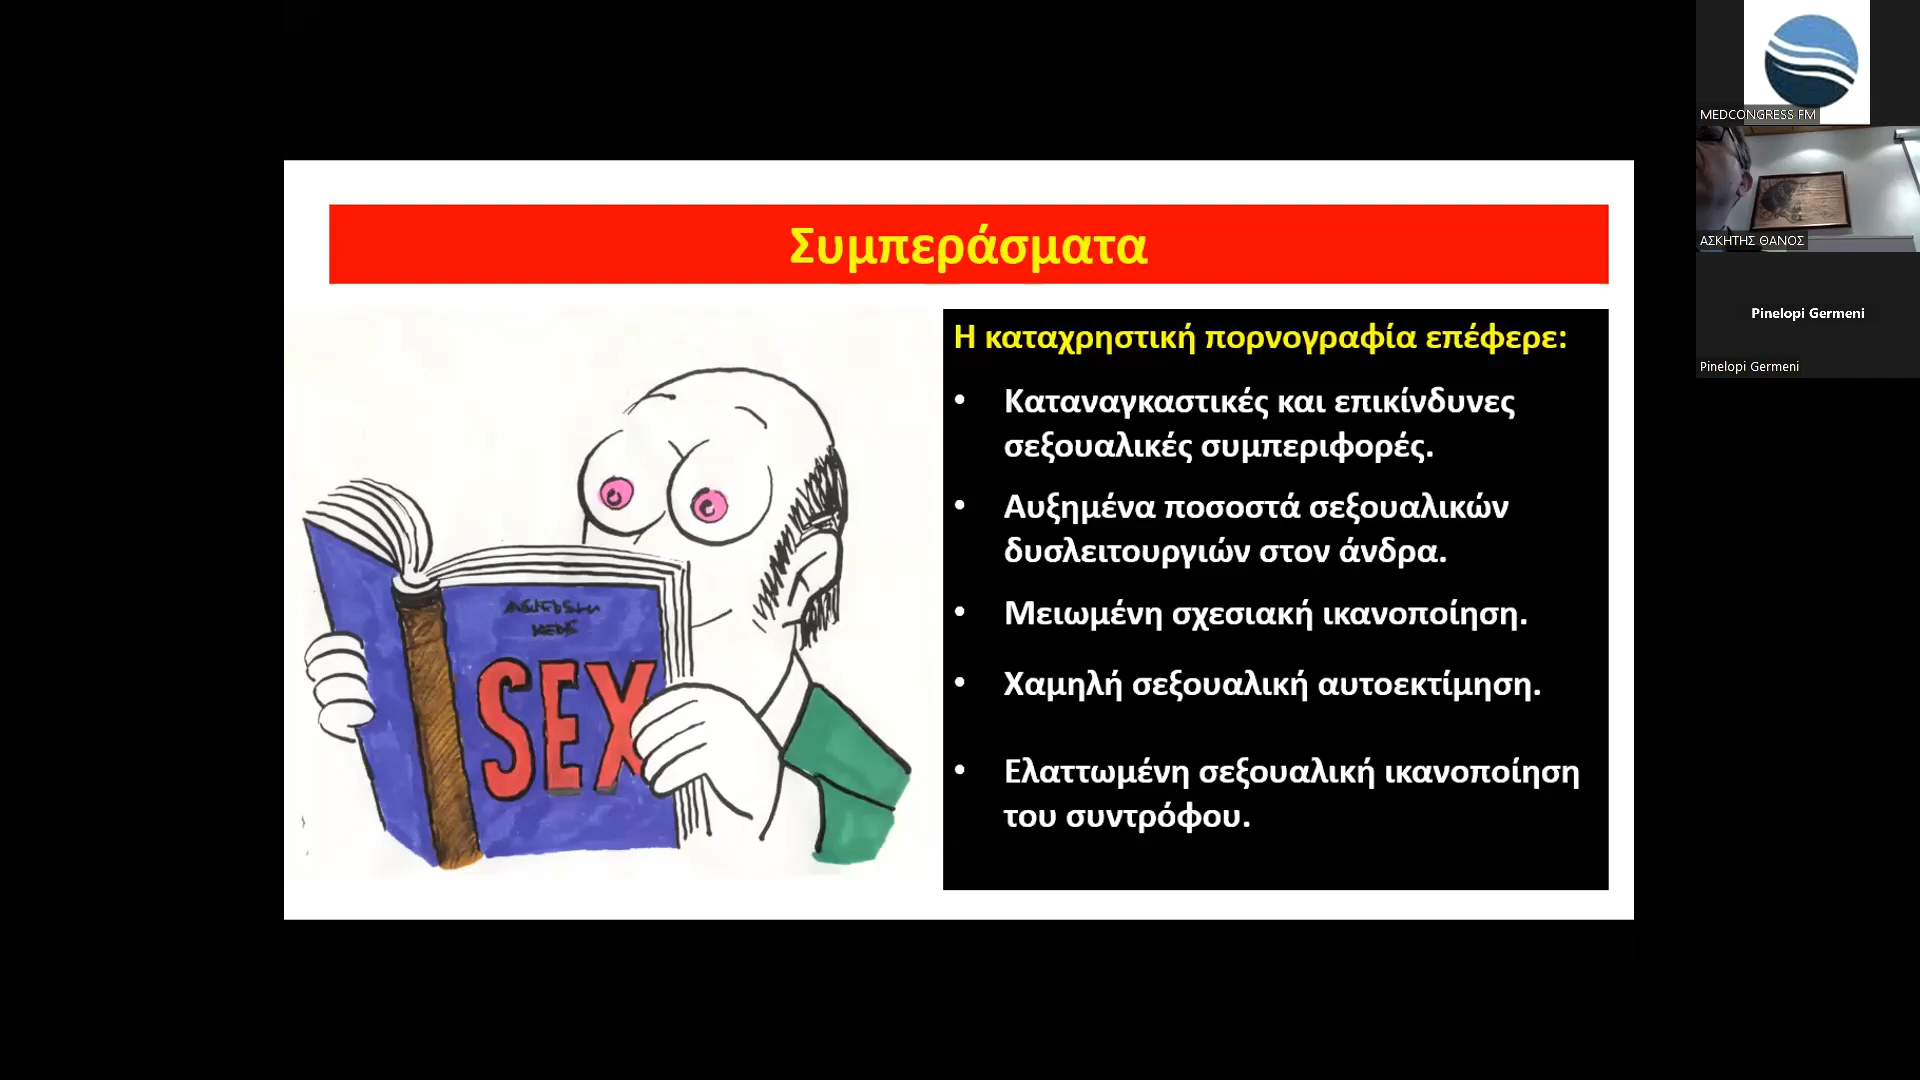 Συμπεράσματα
Η καταχρηστική πορνογραφία επέφερε:
• Καταναγκαστικές και επικίνδυνες
σεξουαλικές συμπεριφορές.
• Αυξημένα ποσοστά σεξουαλικών
δυσλειτουργιών στον άνδρα.
• Μειωμένη σχεσιακή ικανοποίηση.
• Χαμηλή σεξουαλική αυτοεκτίμηση.
• Ελαττωμένη σεξουαλική ικανοποίηση
του συντρόφου.
SEX
MEDCONGRESS FM
ΑΣΚΗΤΗΣ ΘΑΝΟΣ
Pinelopi Germeni
Pinelopi Germeni